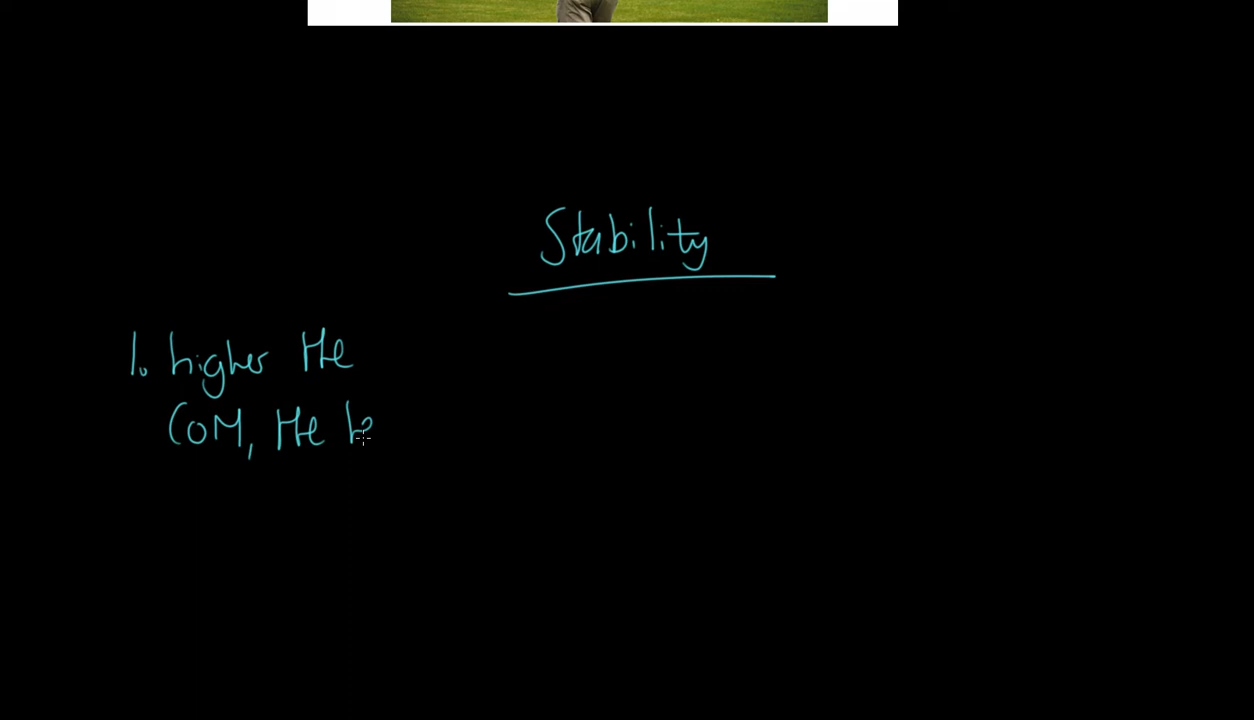 Stability
1. higher the
COM, the